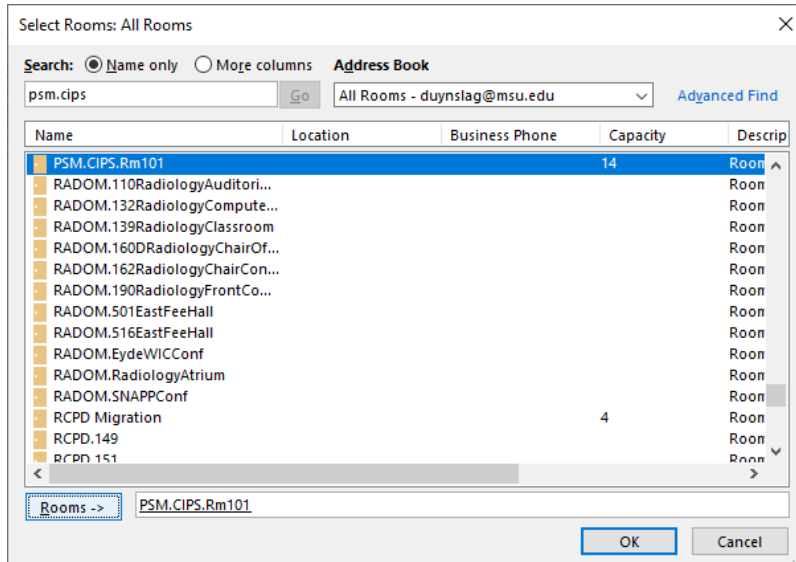 Select Rooms: All Rooms
Search: Name only More columns Address Book
psm.cips Go All Rooms - duynslag@msu.edu Advanced Find
Name Location Business Phone Capacity Descrip
PSM.CIPS.Rm101 14 Room
RADOM.110RadiologyAuditori... Room
RADOM.132RadiologyCompute... Room
RADOM.139RadiologyClassroom Room
RADOM.160DRadiologyChairOf... Room
RADOM.162RadiologyChairCon... Room
RADOM.190RadiologyFrontCo... Room
RADOM.501EastFeeHall Room
RADOM.516EastFeeHall Room
RADOM.EydeWICConf Room
RADOM.RadiologyAtrium Room
RADOM.SNAPPConf Room
RCPD Migration 4 Room
RCPD.149 Room
RCPD.151 Room
Rooms -> PSM.CIPS.Rm101
OK Cancel